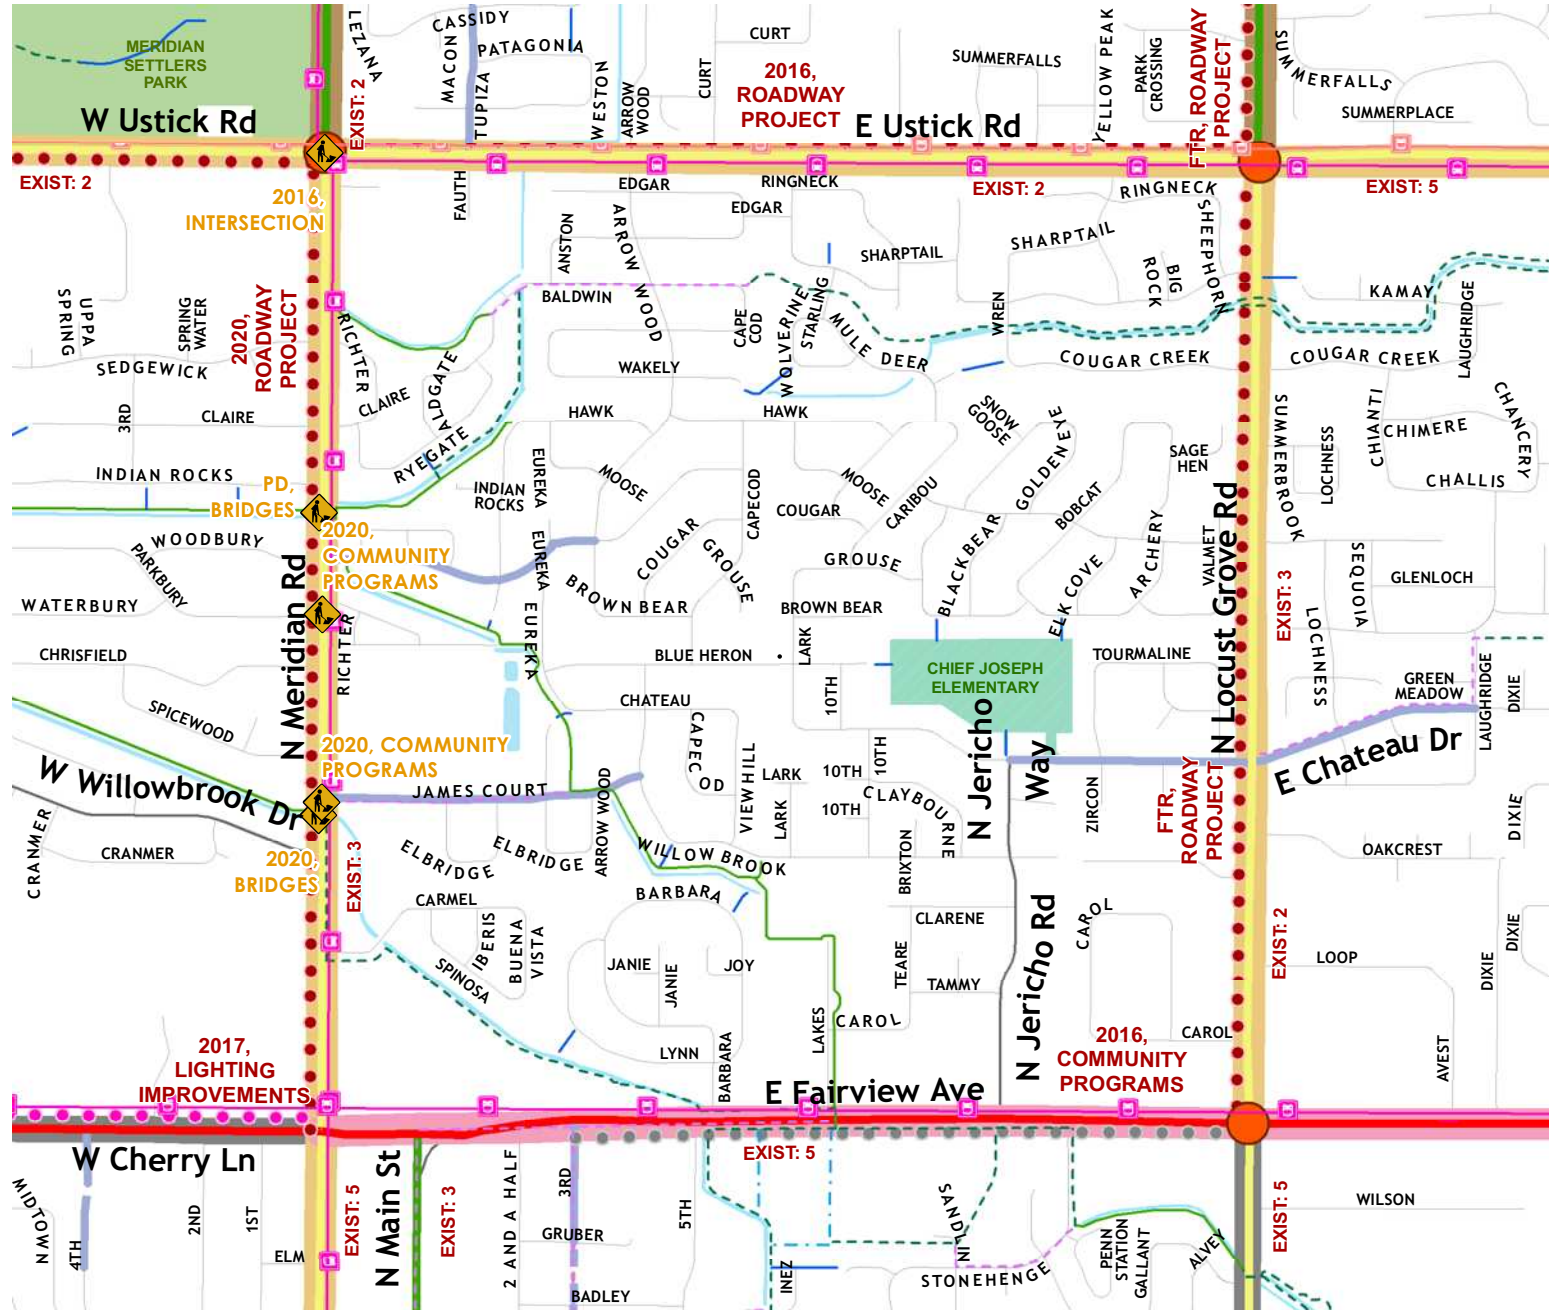 LEZANA
CASSIDY
MACON
PATAGONIA
TUPIZA
WESTON
ARROW
WOOD
CURT
CURT
SUMMERFALLS
YELLOW PEAK
PARK
CROSSING
FTR, ROADWAY
PROJECT
SUMMERFALLS
SUMMERPLACE
MERIDIAN
SETTLERS
PARK
2016,
ROADWAY
PROJECT
W Ustick Rd
EXIST: 2
E Ustick Rd
EXIST: 2
EXIST: 2
EXIST: 5
2016,
INTERSECTION
FAUTH
EDGAR
RINGNECK
EDGAR
RINGNECK
ANSTON
ARROW WOOD
SHARPTAIL
SHARPTAIL
BIG
ROCK
SHEEPHORN
SPRING
UPPA
SPRING
WATER
2020,
ROADWAY
PROJECT
RICHTER
BALDWIN
CAPE
COD
WOLVERINE
STARLING
MULE DEER
WREN
KAMAY
LAUGHRIDGE
SEDGEWICK
WAKELY
COUGAR CREEK
COUGAR CREEK
3RD
CLAIRE
CLAIRE
ALDGATE
RYEGATE
HAWK
HAWK
SNOW
GOOSE
GOLDENEYE
SUMMERBROOK
CHIANTI
CHIMERE
CHANCERY
INDIAN ROCKS
PD,
BRIDGES
INDIAN
ROCKS
EUREKA
MOOSE
CAPECOD
MOOSE
CARIBOU
COUGAR
SAGE
HEN
LOCHNESS
CHALLIS
WOODBURY
PARKBURY
2020,
COMMUNITY
PROGRAMS
EUREKA
COUGAR
GROUSE
GROUSE
BLACK BEAR
BOBCAT
ARCHERY
VALMET
N Locust Grove Rd
SEQUOIA
GLENLOCH
WATERBURY
N Meridian Rd
BROWN BEAR
BROWN BEAR
ELK COVE
EXIST: 3
LOCHNESS
RICHTER
EUREKA
CHRISFIELD
BLUE HERON
LARK
CHIEF JOSEPH
ELEMENTARY
TOURMALINE
GREEN
MEADOW
LAUGHRIDGE
DIXIE
SPICEWOOD
CHATEAU
10TH
CAPEC
OD
VIEWHILL
2020, COMMUNITY
PROGRAMS
W Willowbrook Dr
JAMES COURT
ARROW WOOD
LARK
LARK
10TH
10TH
10TH
CLAYBOURNE
N Jericho
Way
ZIRCON
FTR,
ROADWAY
PROJECT
E Chateau Dr
DIXIE
CRANMER
CRANMER
2020,
BRIDGES
EXIST: 3
ELBRIDGE
ELBRIDGE
WILLOW BROOK
BRIXTON
OAKCREST
CARMEL
BARBARA
IBERIS
BUENA
VISTA
SPINOSA
CLARENE
TEARE
TAMMY
N Jericho Rd
CAROL
EXIST: 2
LOOP
DIXIE
DIXIE
JANIE
JANIE
JOY
LAKES
CAROL
CAROL
LYNN
BARBARA
AVEST
2017,
LIGHTING
IMPROVEMENTS
2016,
COMMUNITY
PROGRAMS
E Fairview Ave
W Cherry Ln
EXIST: 5
MIDTOWN
N
4TH
2ND
1ST
ELM
EXIST: 5
N Main St
EXIST: 3
2 AND A HALF
3RD
GRUBER
BADLEY
5TH
INEZ
SANDLIN
STONEHENGE
PENN
STATION
GALLANT
ALVEY
EXIST: 5
WILSON